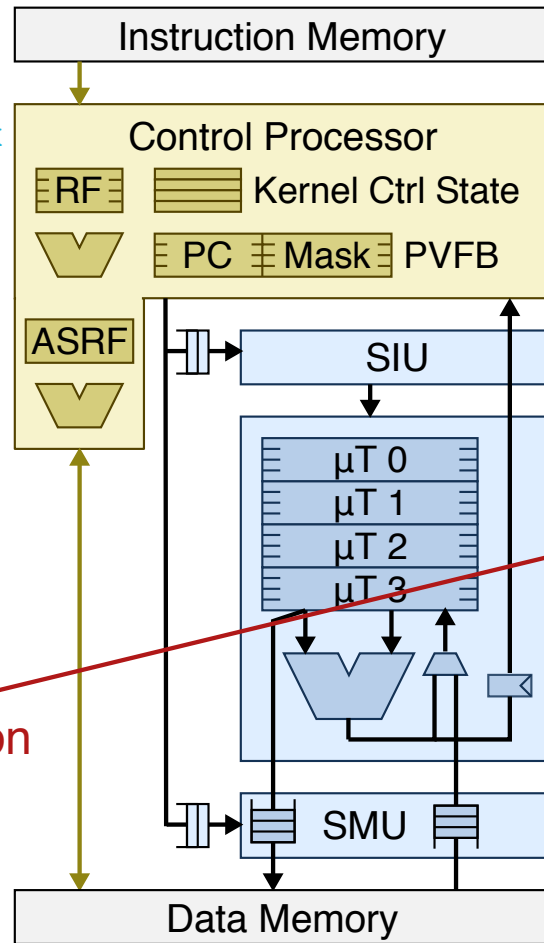 Instruction Memory
Control Processor
RF Kernel Ctrl State
PC Mask PVFB
ASRF
SIU
µT 0
µT 1
µT 2
µT 3
SMU
Data Memory